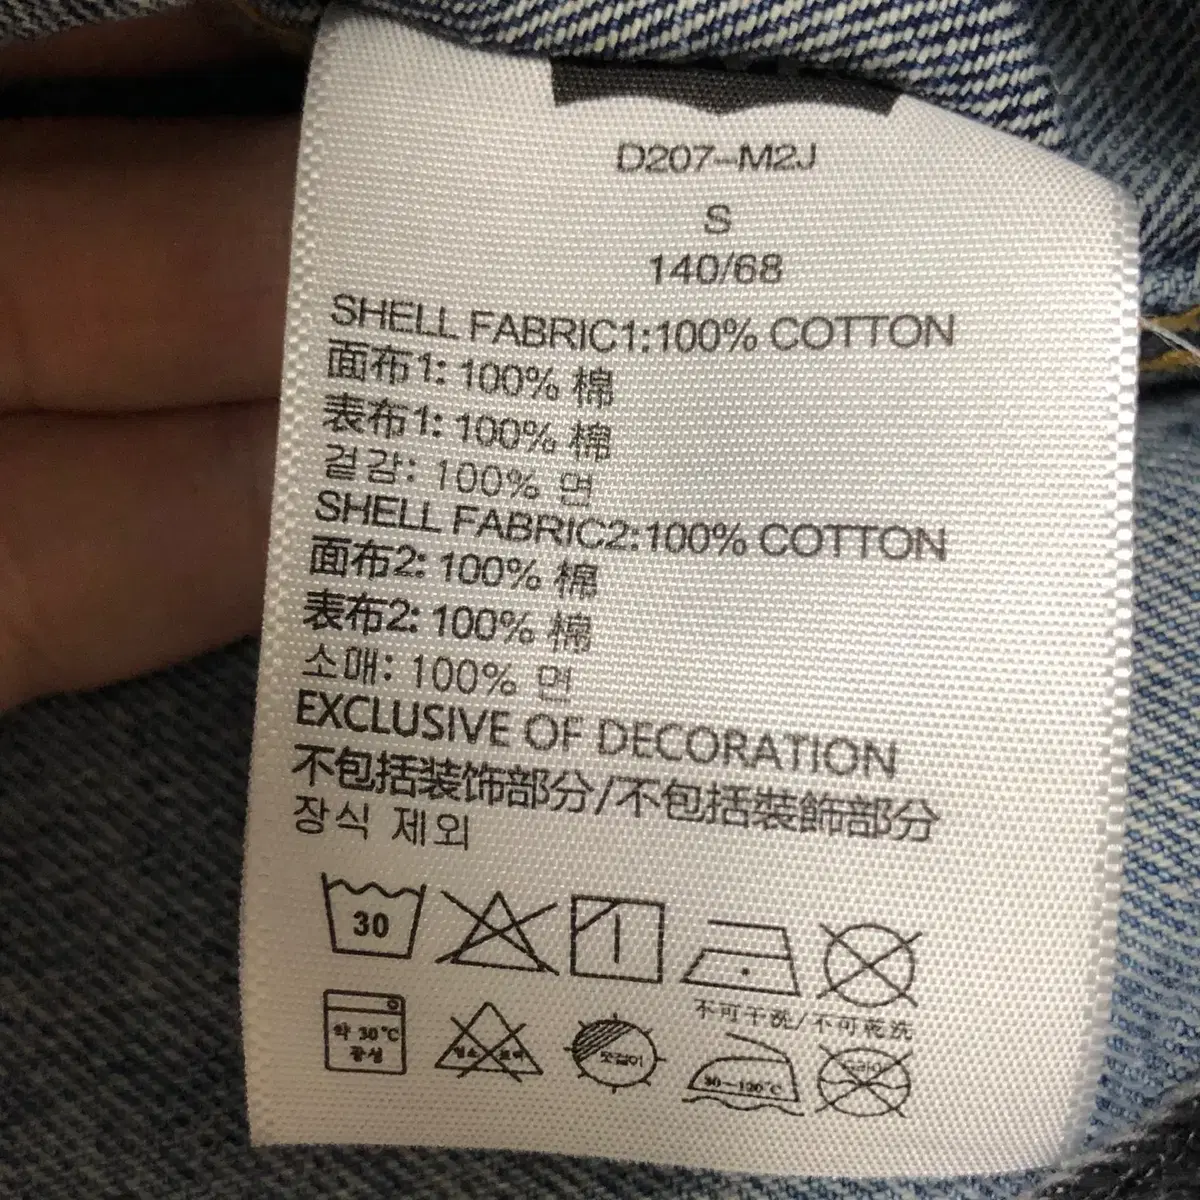 D207-M2J
S
140/68
SHELL FABRIC1:100% COTTON
面布1: 100% 棉
表布1: 100% 棉
겉감: 100% 면
SHELL FABRIC2:100% COTTON
面布2: 100% 棉
表布2: 100% 棉
소매: 100% 면
EXCLUSIVE OF DECORATION
不包括装饰部分/不包括裝飾部分
장식 제외
30
不可干洗/不可乾洗
약 30℃
중성
80~120℃